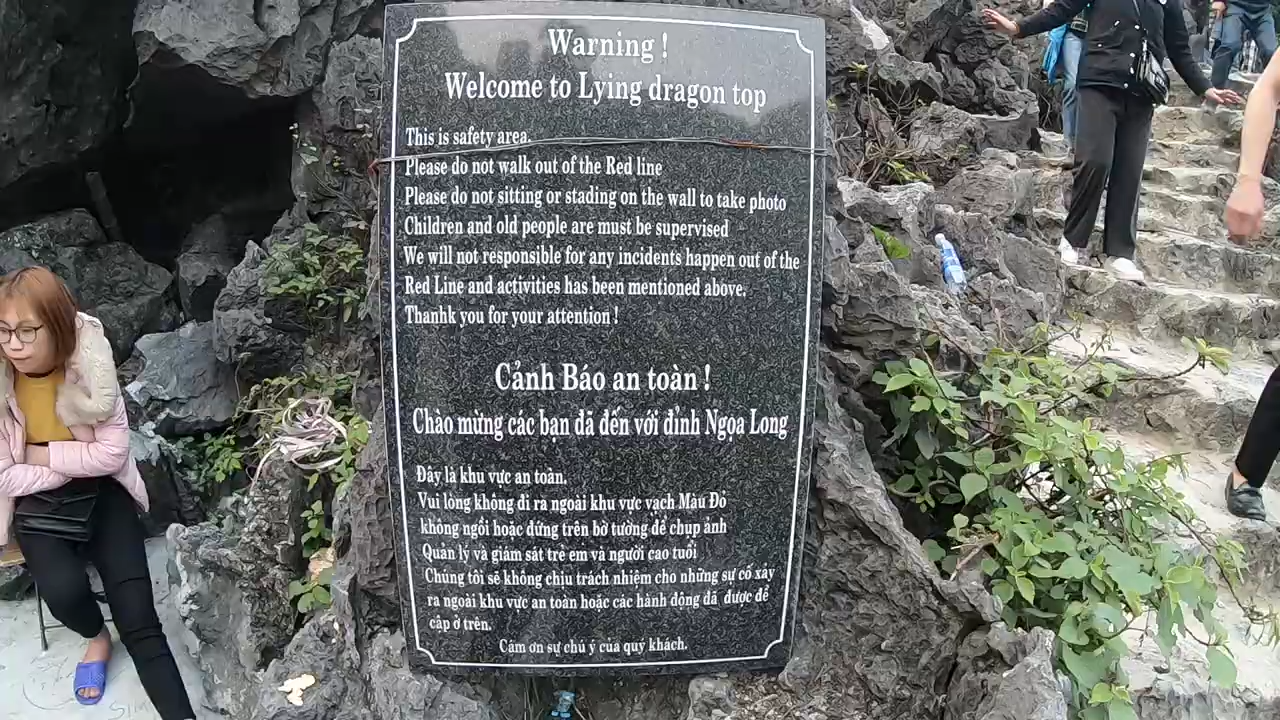 Warning !
Welcome to Lying dragon top
This is safety area.
Please do not walk out of the Red line
Please do not sitting or stading on the wall to take photo
Children and old people are must be supervised
We will not responsible for any incidents happen out of the
Red Line and activities has been mentioned above.
Thanhk you for your attention !
Cảnh Báo an toàn !
Chào mừng các bạn đã đến với đỉnh Ngọa Long
Đây là khu vực an toàn.
Vui lòng không đi ra ngoài khu vực vạch Màu Đỏ
không ngồi hoặc đứng trên bờ tường để chụp ảnh
Quản lý và giám sát trẻ em và người cao tuổi
Chúng tôi sẽ không chịu trách nhiệm cho những sự cố xảy
ra ngoài khu vực an toàn hoặc các hành động đã được đề
cập ở trên.
Cảm ơn sự chú ý của quý khách.